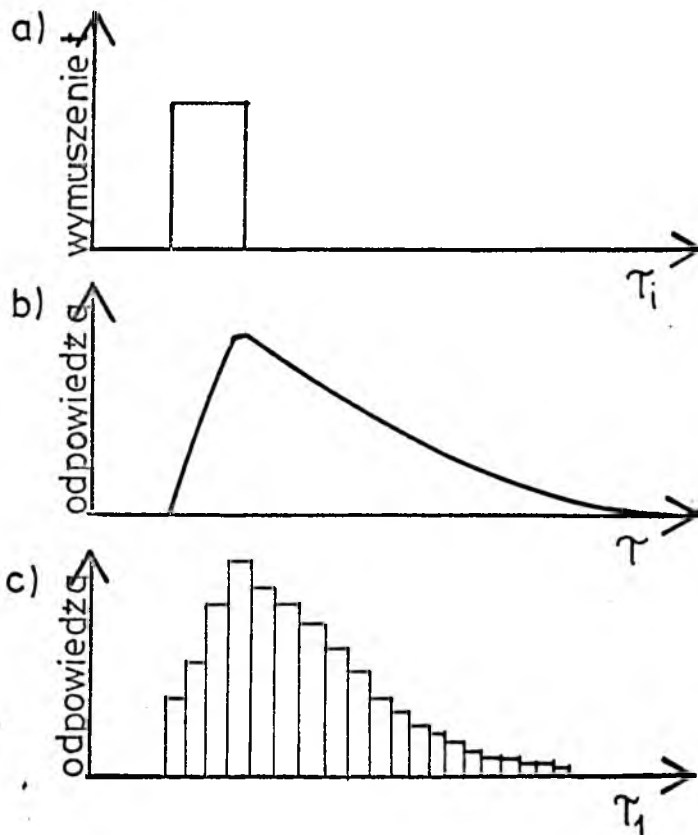 a)
wymuszenie t
τi
b)
odpowiedź q
τ
c)
odpowiedź q
τ1